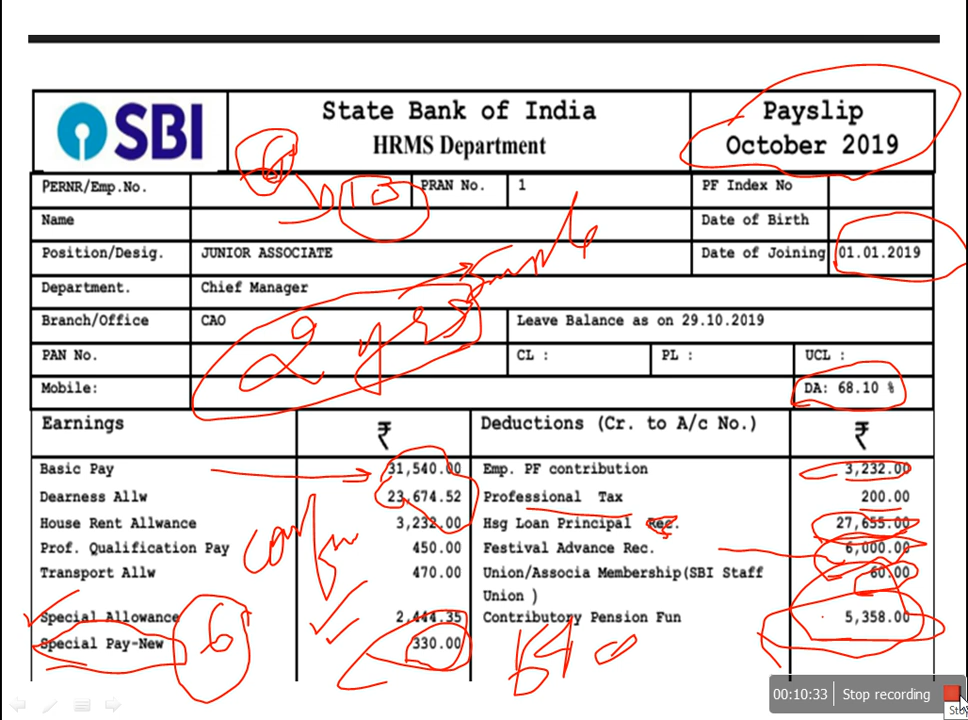 SBI
State Bank of India
HRMS Department
Payslip
October 2019
6
10
PERNR/Emp.No. PRAN No. 1 PF Index No
Name Date of Birth
Position/Desig. JUNIOR ASSOCIATE Date of Joining 01.01.2019
Department. Chief Manager
Branch/Office CAO Leave Balance as on 29.10.2019
PAN No. CL : PL : UCL :
Mobile: DA: 68.10 %
Earnings ₹ Deductions (Cr. to A/c No.) ₹
Basic Pay 31,540.00 Emp. PF contribution 3,232.00
Dearness Allw 23,674.52 Professional Tax 200.00
House Rent Allwance 3,232.00 Hsg Loan Principal Rec. 27,655.00
Prof. Qualification Pay 450.00 Festival Advance Rec. 6,000.00
Transport Allw 470.00 Union/Associa Membership(SBI Staff 60.00
Union )
Special Allowance 2,444.35 Contributory Pension Fun 5,358.00
Special Pay-New 330.00
6
00:10:33 Stop recording
Sto